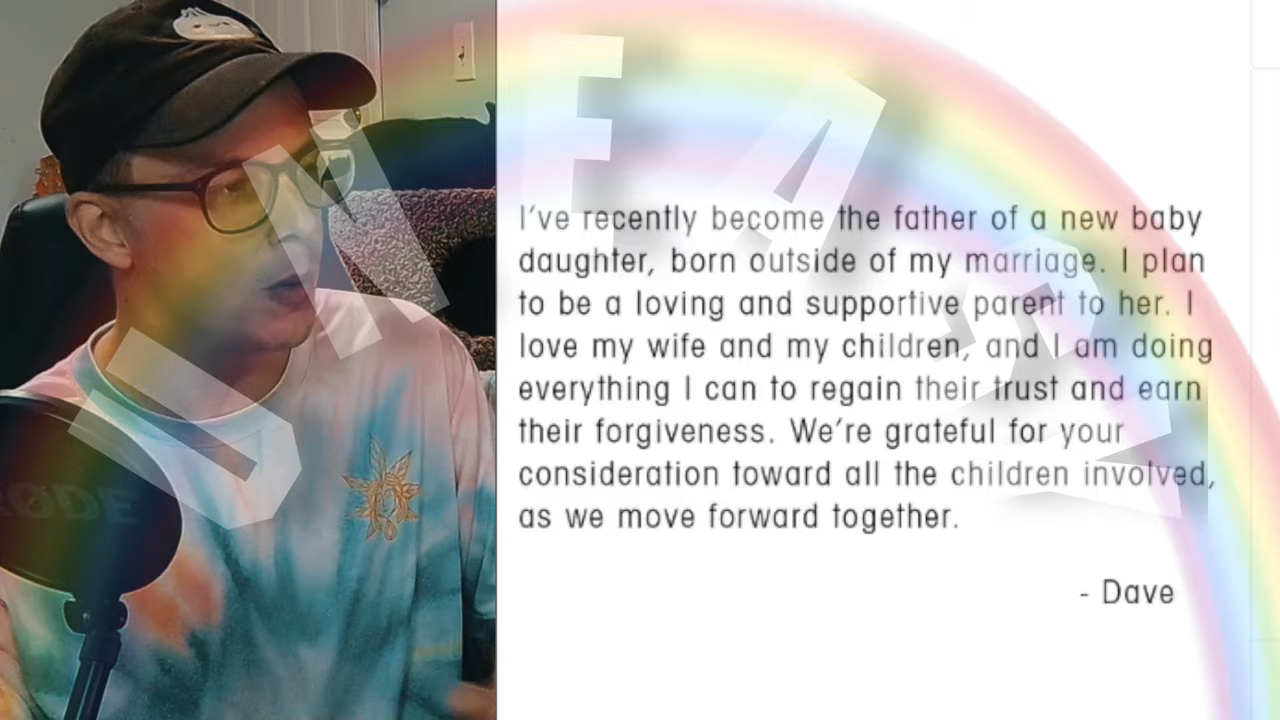 I've recently become the father of a new baby
daughter, born outside of my marriage. I plan
to be a loving and supportive parent to her. I
love my wife and my children, and I am doing
everything I can to regain their trust and earn
their forgiveness. We're grateful for your
consideration toward all the children involved,
as we move forward together.
- Dave